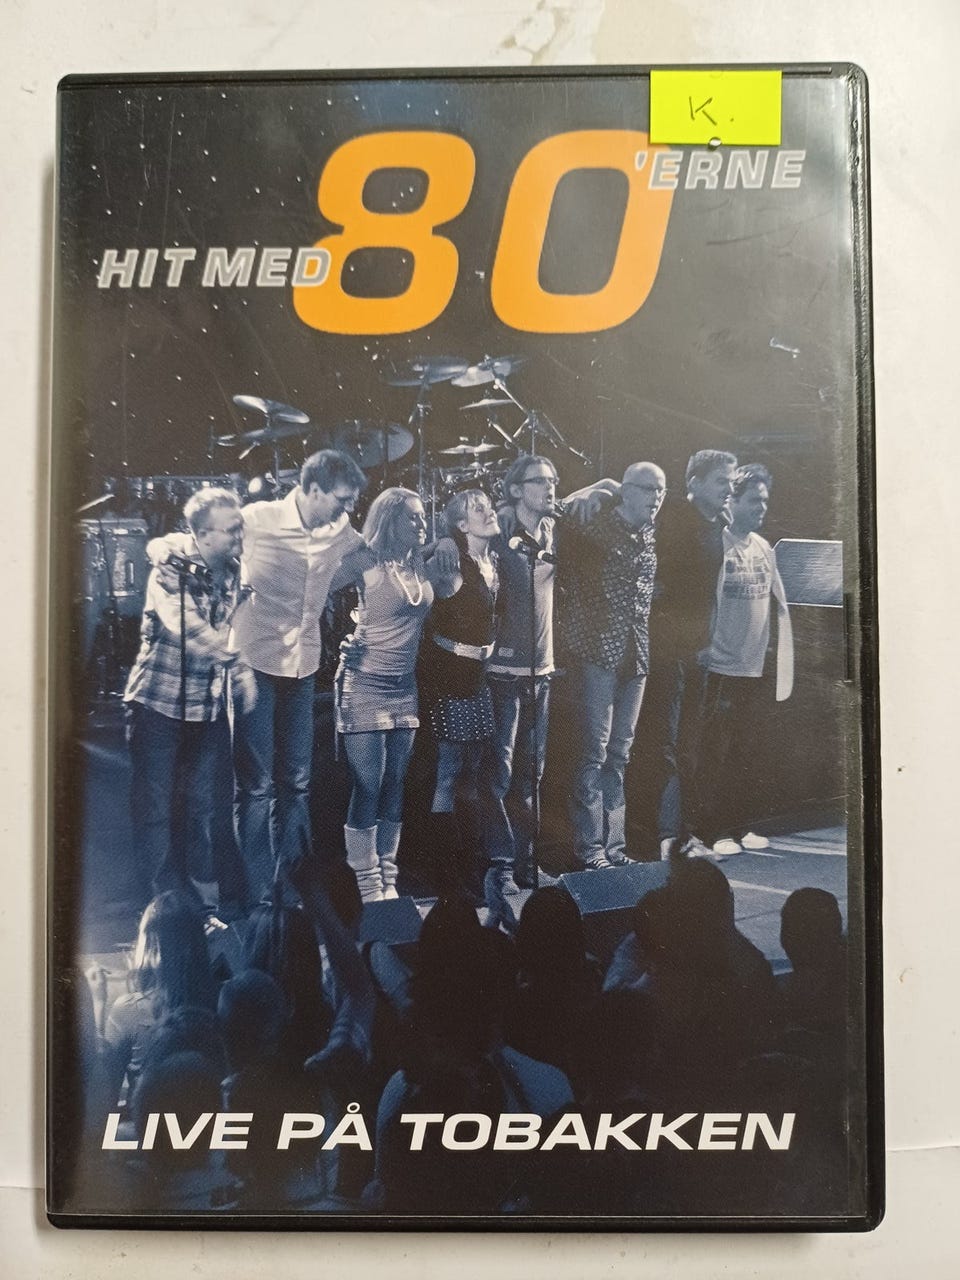 K.
HIT MED 80'ERNE
LIVE PÅ TOBAKKEN